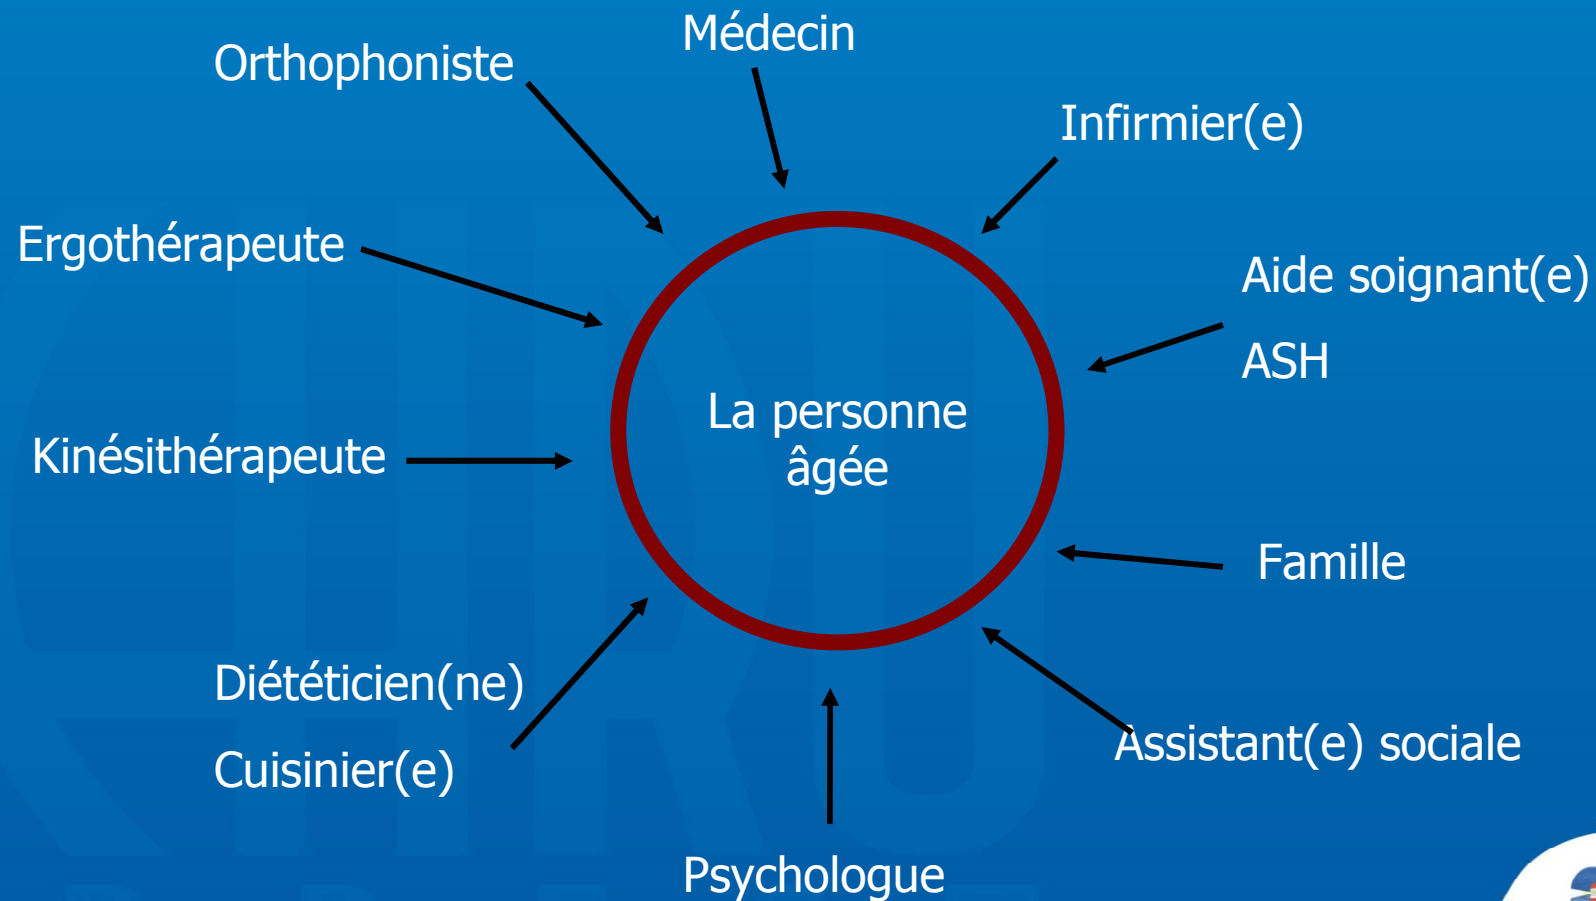 Médecin
Orthophoniste
Infirmier(e)
Ergothérapeute
Aide soignant(e)
ASH
La personne
âgée
Kinésithérapeute
Famille
Diététicien(ne)
Cuisinier(e)
Assistant(e) sociale
Psychologue